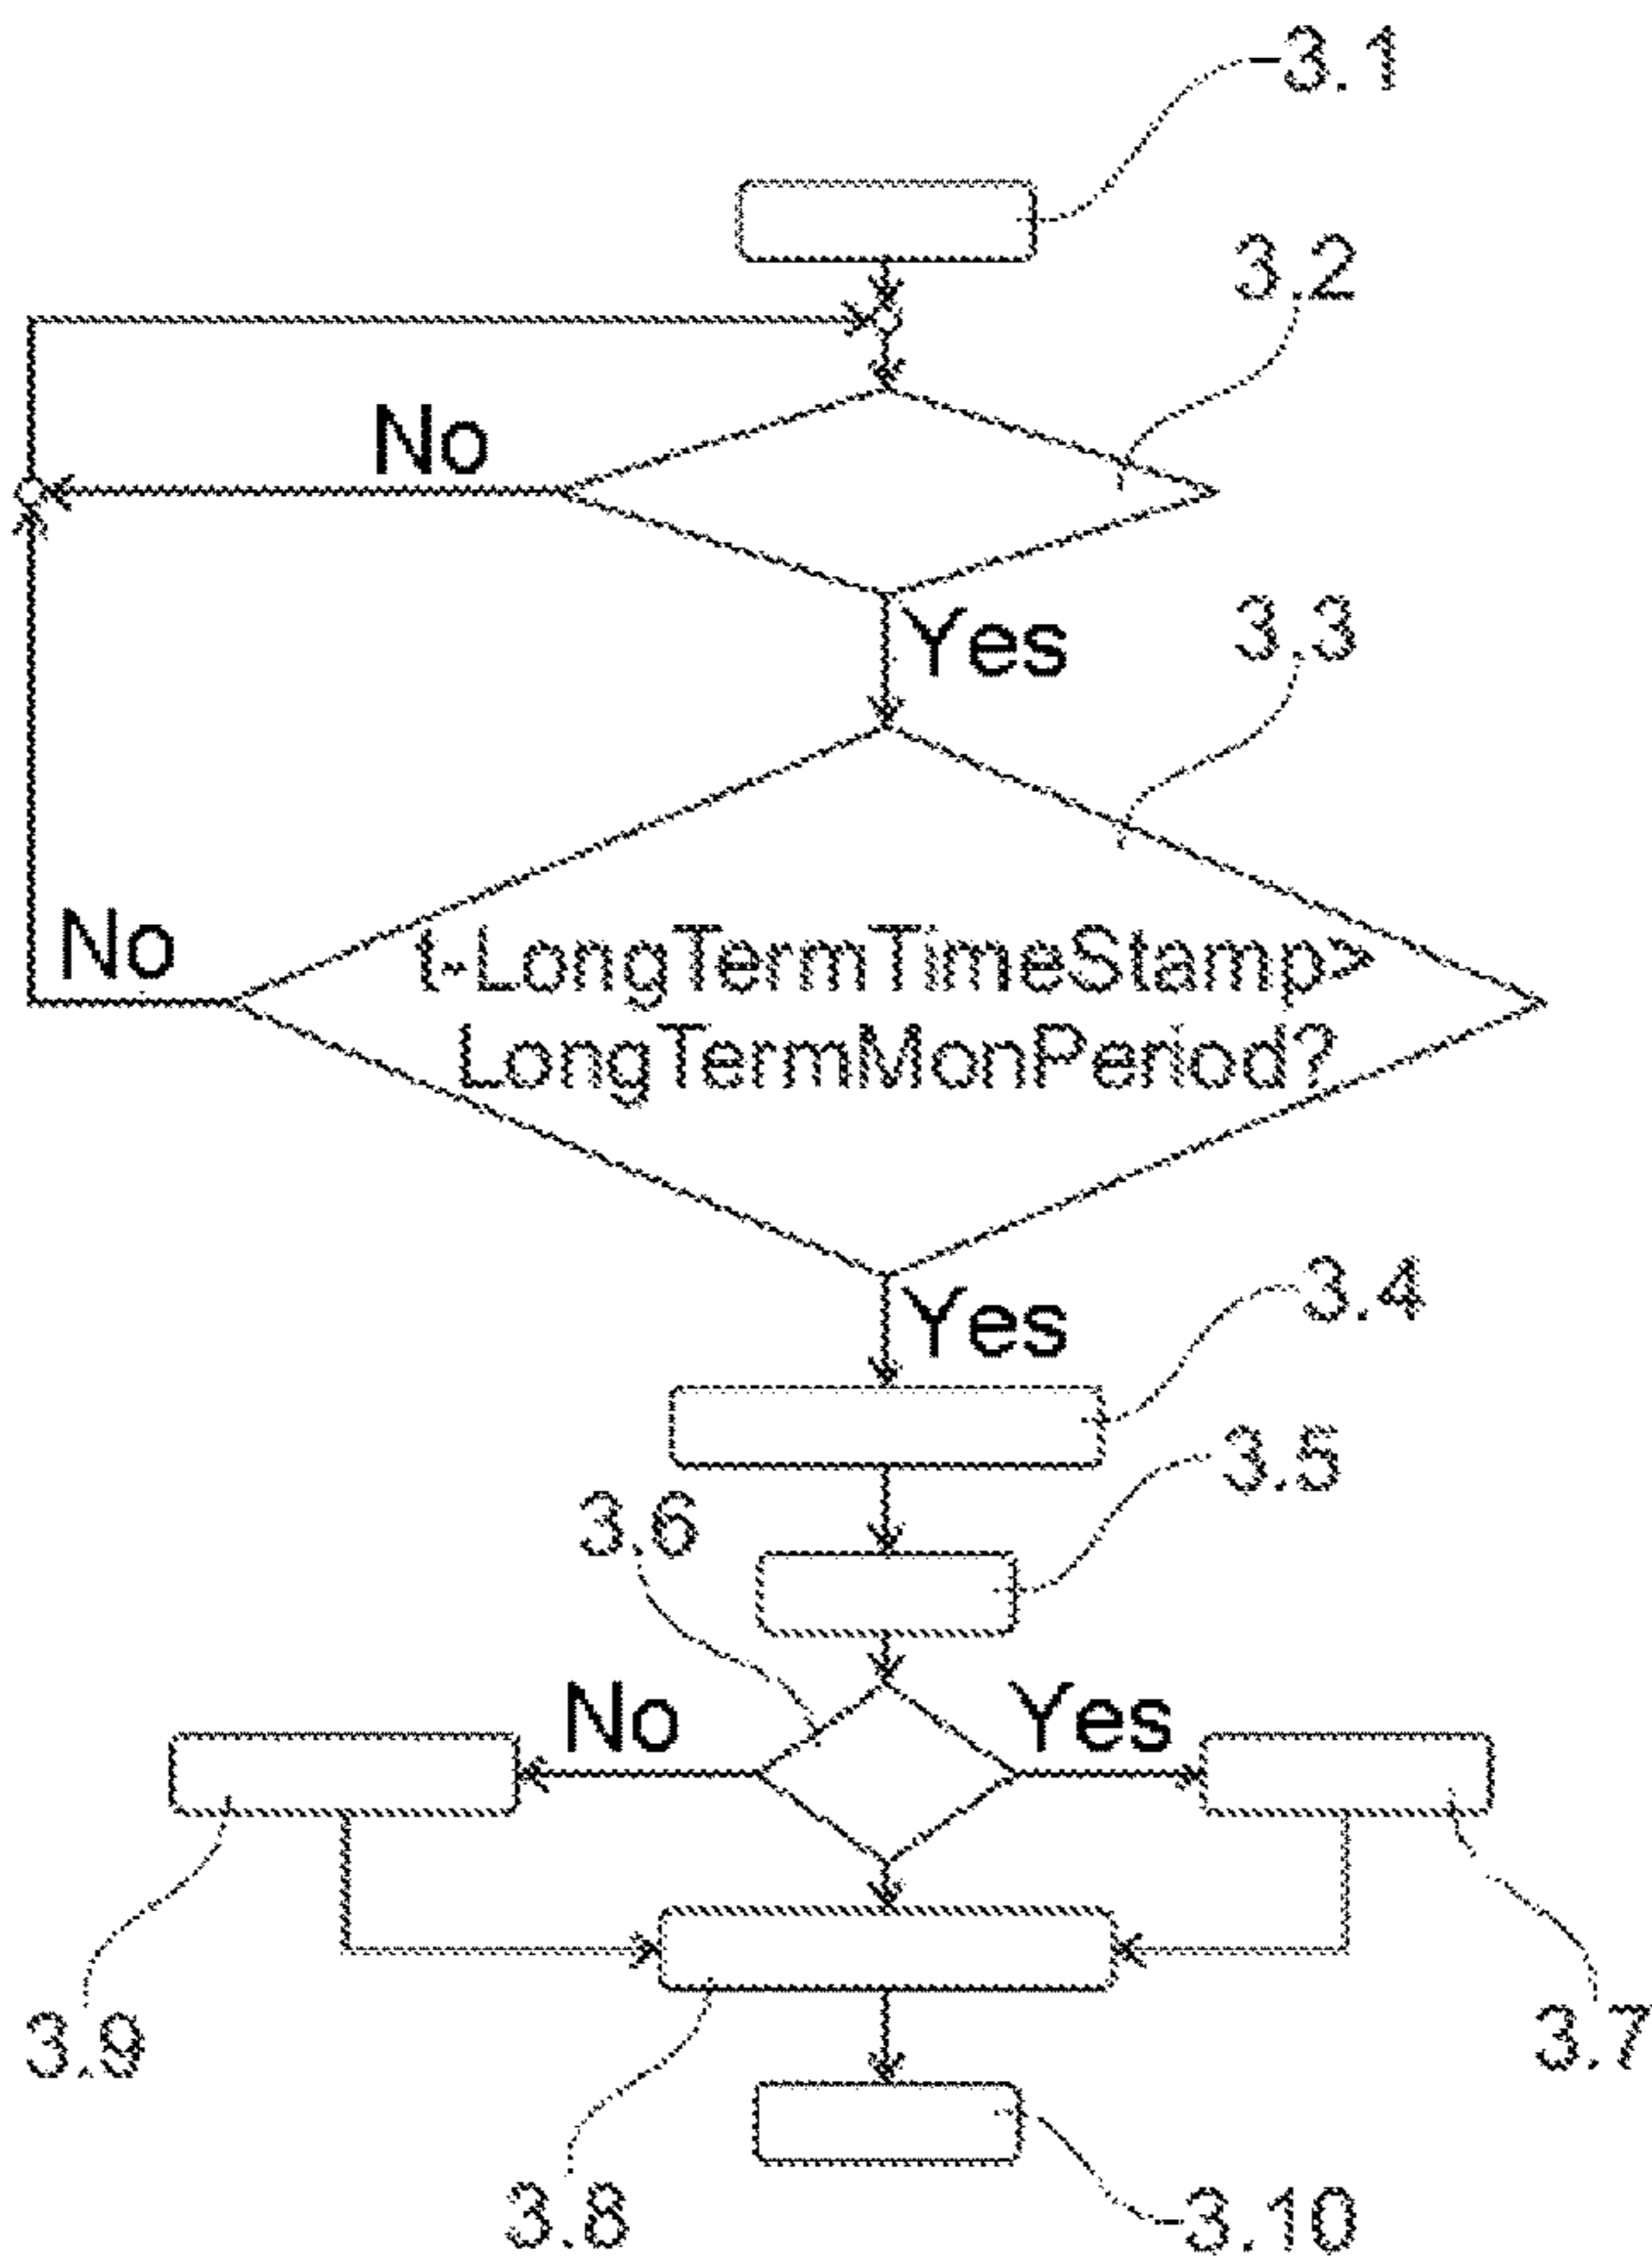 3.1
3.2
No
Yes
3.3
No
t-LongTermTimeStamp>
LongTermMonPeriod?
Yes
3.4
3.5
3.6
No
Yes
3.9
3.7
3.8
3.10